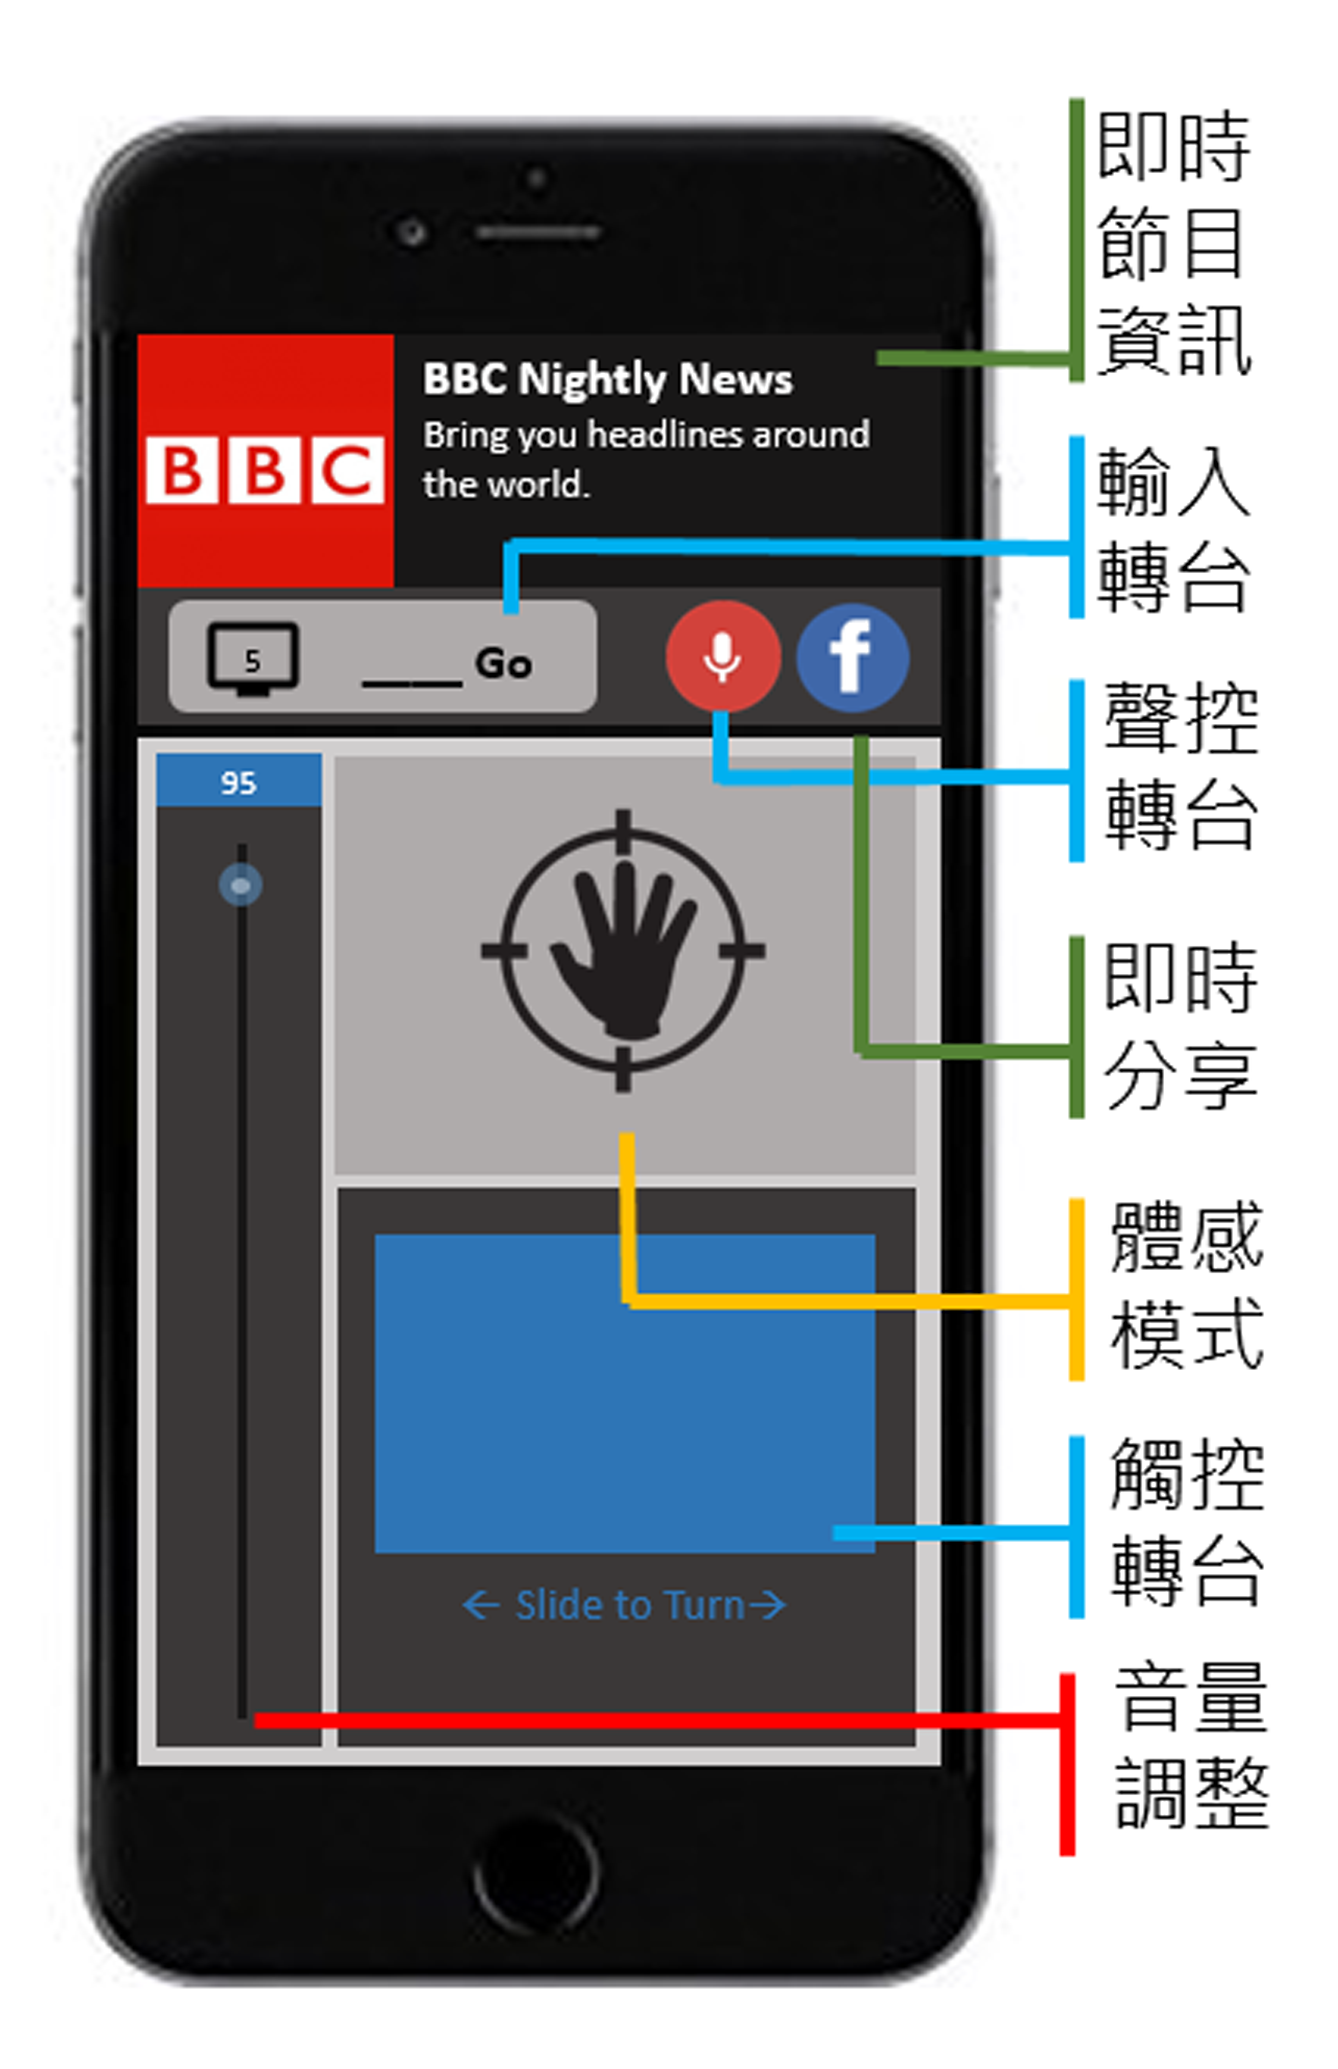 BBC
BBC Nightly News
Bring you headlines around
the world.
5
___ Go
f
95
← Slide to Turn→
即時
節目
資訊
輸入
轉台
聲控
轉台
即時
分享
體感
模式
觸控
轉台
音量
調整